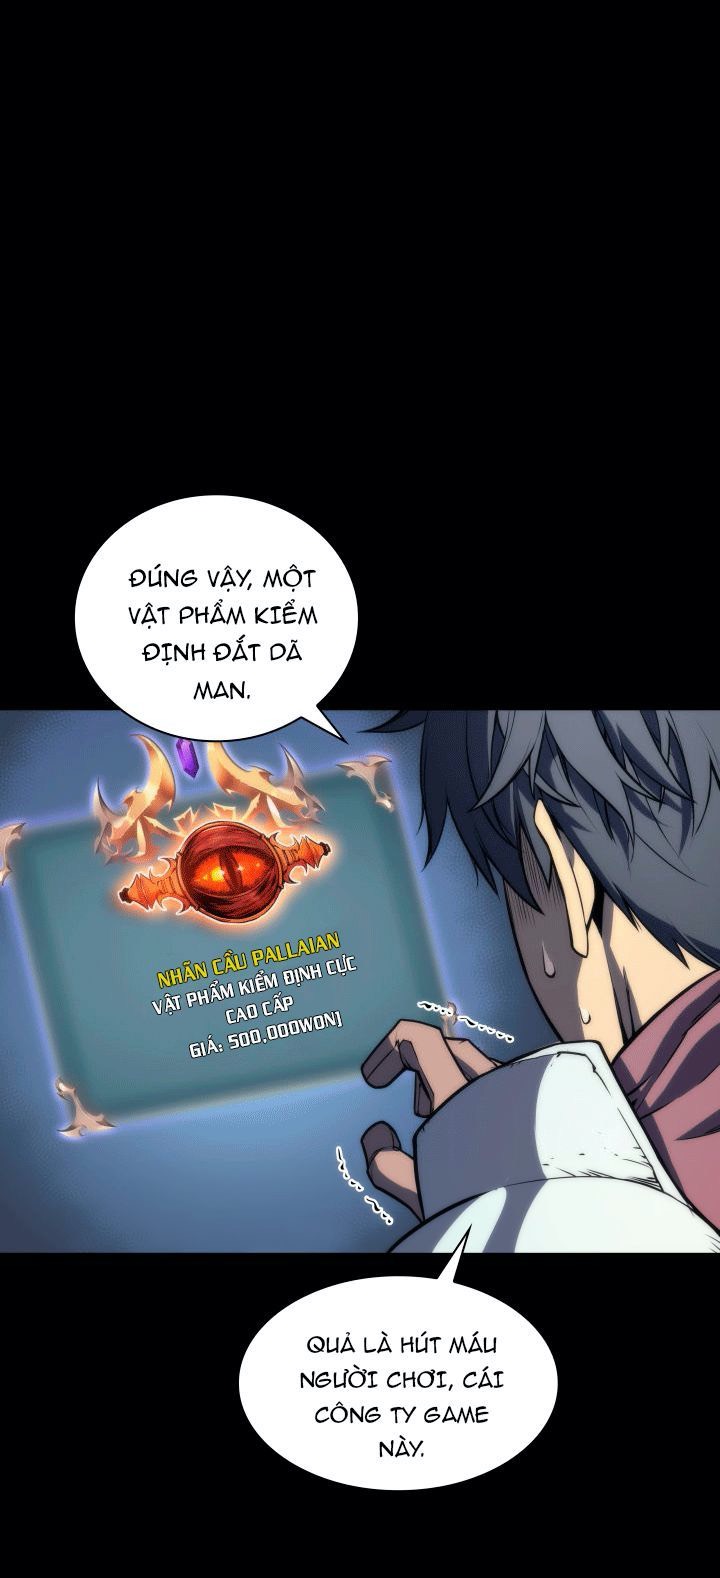 ĐÚNG VẬY, MỘT
VẬT PHẨM KIỂM
ĐỊNH ĐẮT DÃ
MAN.
NHÃN CẦU PALLAIAN
VẬT PHẨM KIỂM ĐỊNH CỰC
CAO CẤP
GIÁ: 500,000WON]
QUẢ LÀ HÚT MÁU
NGƯỜI CHƠI, CÁI
CÔNG TY GAME
NÀY.